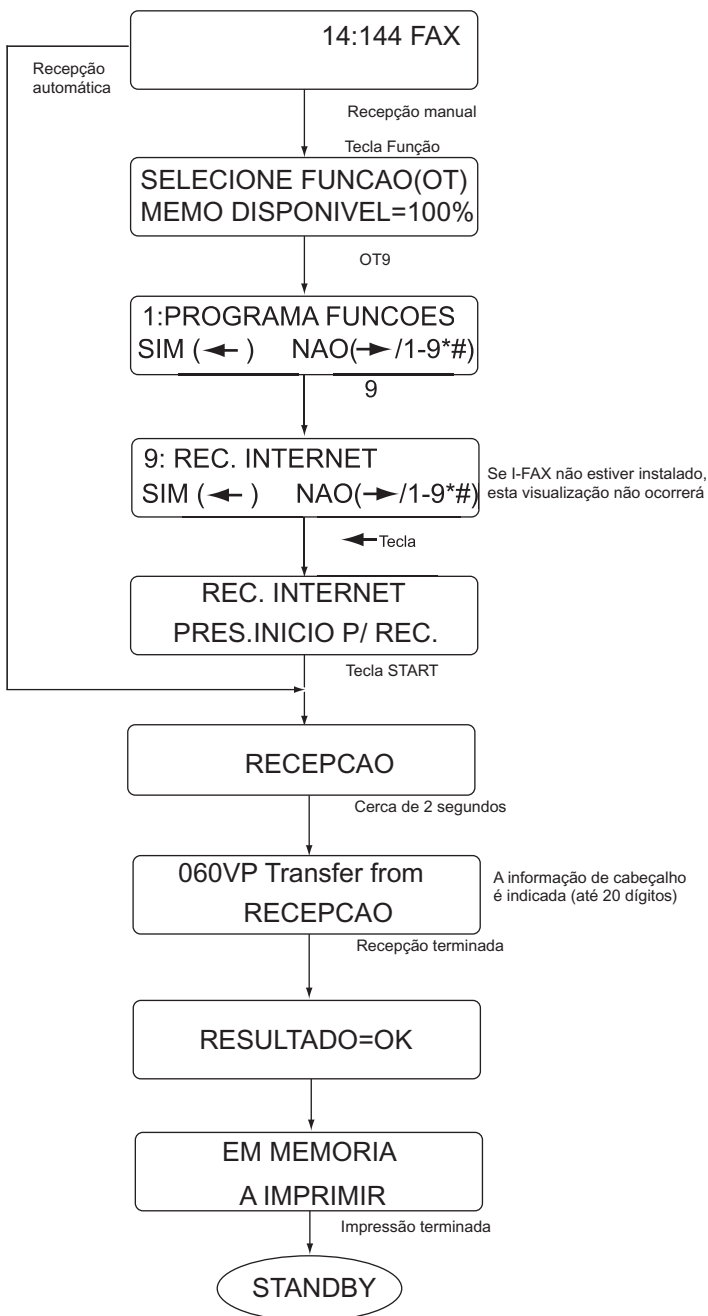 14:144 FAX
Recepção
automática
Recepção manual
Tecla Função
SELECIONE FUNCAO(OT)
MEMO DISPONIVEL=100%
OT9
1:PROGRAMA FUNCOES
SIM (← ) NAO(→/1-9*#)
9
9: REC. INTERNET
SIM (← ) NAO(→/1-9*#)
Se I-FAX não estiver instalado,
esta visualização não ocorrerá
←Tecla
REC. INTERNET
PRES.INICIO P/ REC.
Tecla START
RECEPCAO
Cerca de 2 segundos
060VP Transfer from
RECEPCAO
A informação de cabeçalho
é indicada (até 20 dígitos)
Recepção terminada
RESULTADO=OK
EM MEMORIA
A IMPRIMIR
Impressão terminada
STANDBY